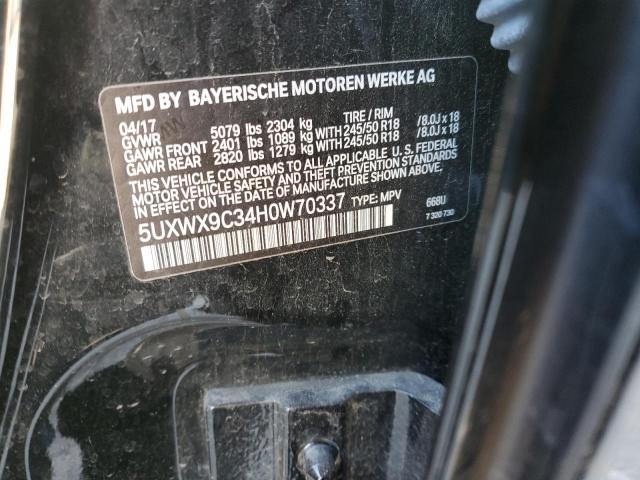 MFD BY BAYERISCHE MOTOREN WERKE AG
04/17 TIRE / RIM
GVWR 5079 lbs 2304 kg
GAWR FRONT 2401 lbs 1089 kg WITH 245/50 R18 /8.0J x 18
GAWR REAR 2820 lbs 1279 kg WITH 245/50 R18 /8.0J x 18
THIS VEHICLE CONFORMS TO ALL APPLICABLE U.S. FEDERAL
MOTOR VEHICLE SAFETY AND THEFT PREVENTION STANDARDS
IN EFFECT ON THE DATE OF MANUFACTURE SHOWN ABOVE.
5UXWX9C34H0W70337 TYPE: MPV 668U
7 320 730